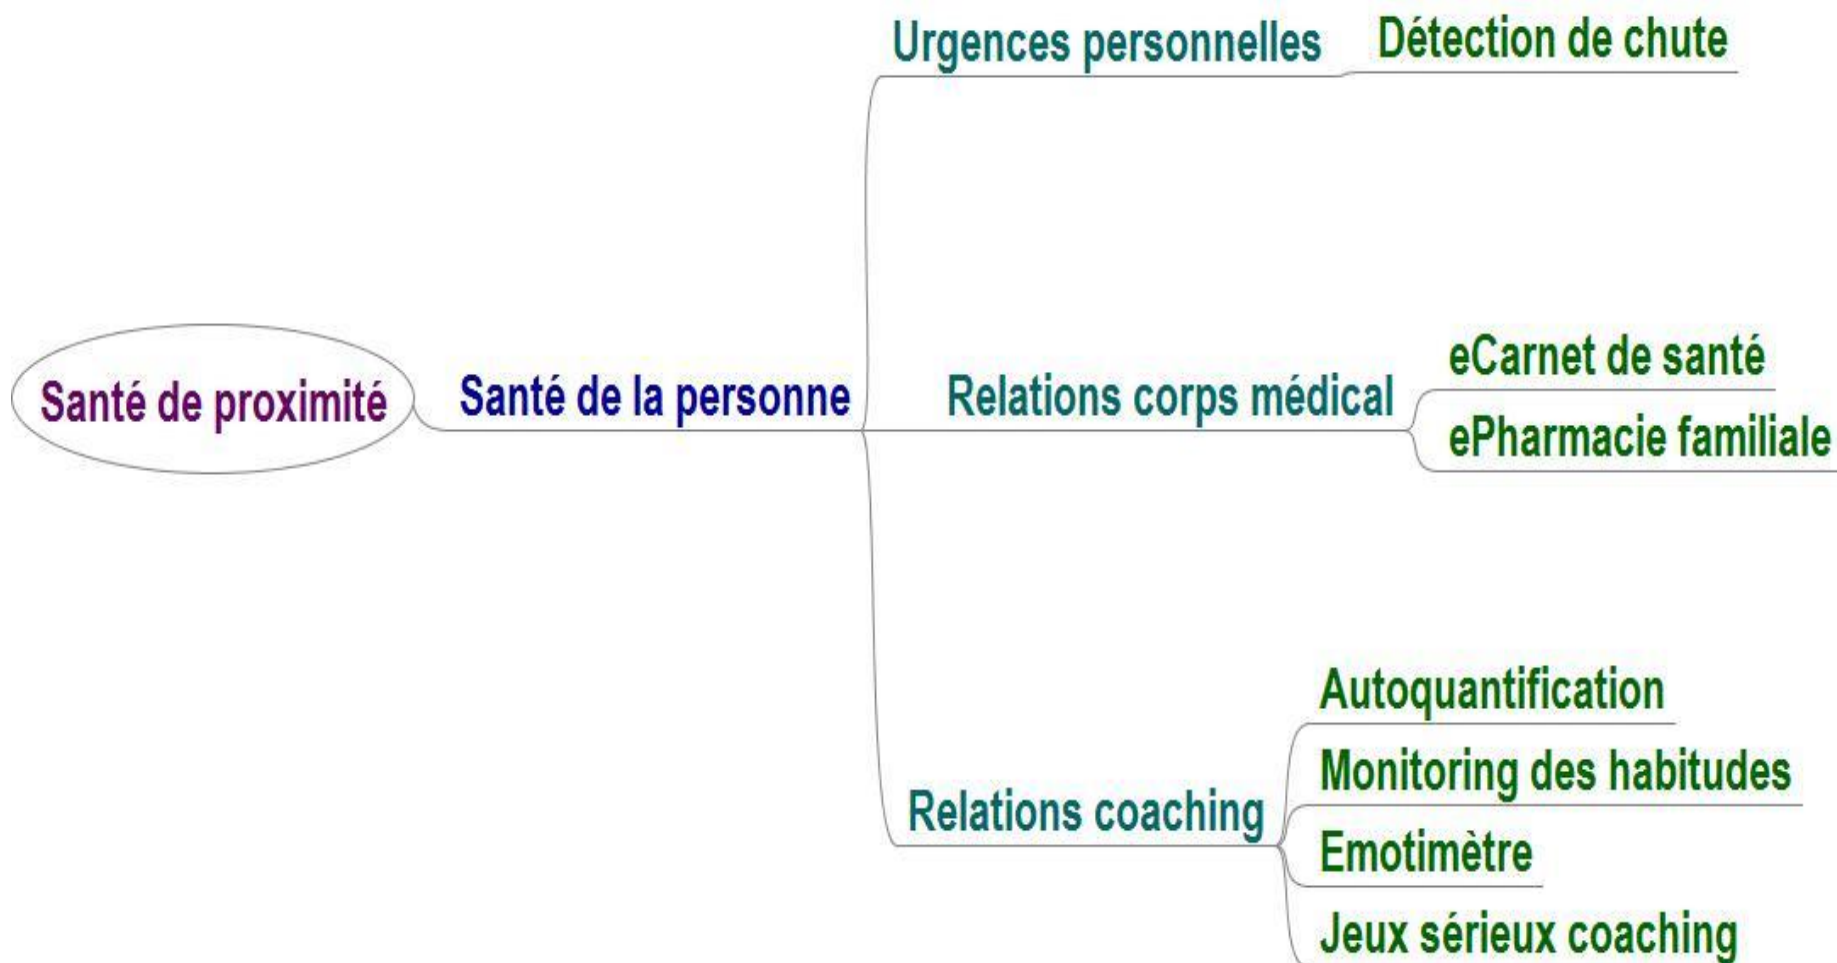 Urgences personnelles
Détection de chute
Santé de proximité
Santé de la personne
Relations corps médical
eCarnet de santé
ePharmacie familiale
Relations coaching
Autoquantification
Monitoring des habitudes
Emotimètre
Jeux sérieux coaching